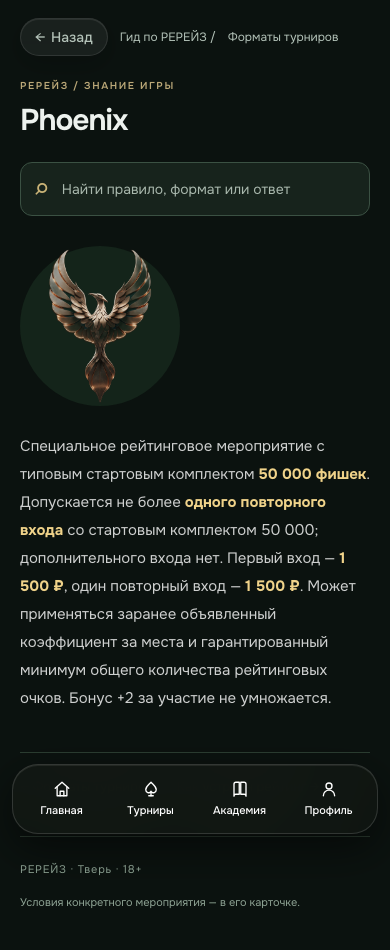 ← Назад
Гид по РЕРЕЙЗ / Форматы турниров
РЕРЕЙЗ / ЗНАНИЕ ИГРЫ
Phoenix
Найти правило, формат или ответ
Специальное рейтинговое мероприятие с
типовым стартовым комплектом 50 000 фишек.
Допускается не более одного повторного
входа со стартовым комплектом 50 000;
дополнительного входа нет. Первый вход — 1
500 ₽, один повторный вход — 1 500 ₽. Может
применяться заранее объявленный
коэффициент за места и гарантированный
минимум общего количества рейтинговых
очков. Бонус +2 за участие не умножается.
Главная
Турниры
Академия
Профиль
РЕРЕЙЗ · Тверь · 18+
Условия конкретного мероприятия — в его карточке.